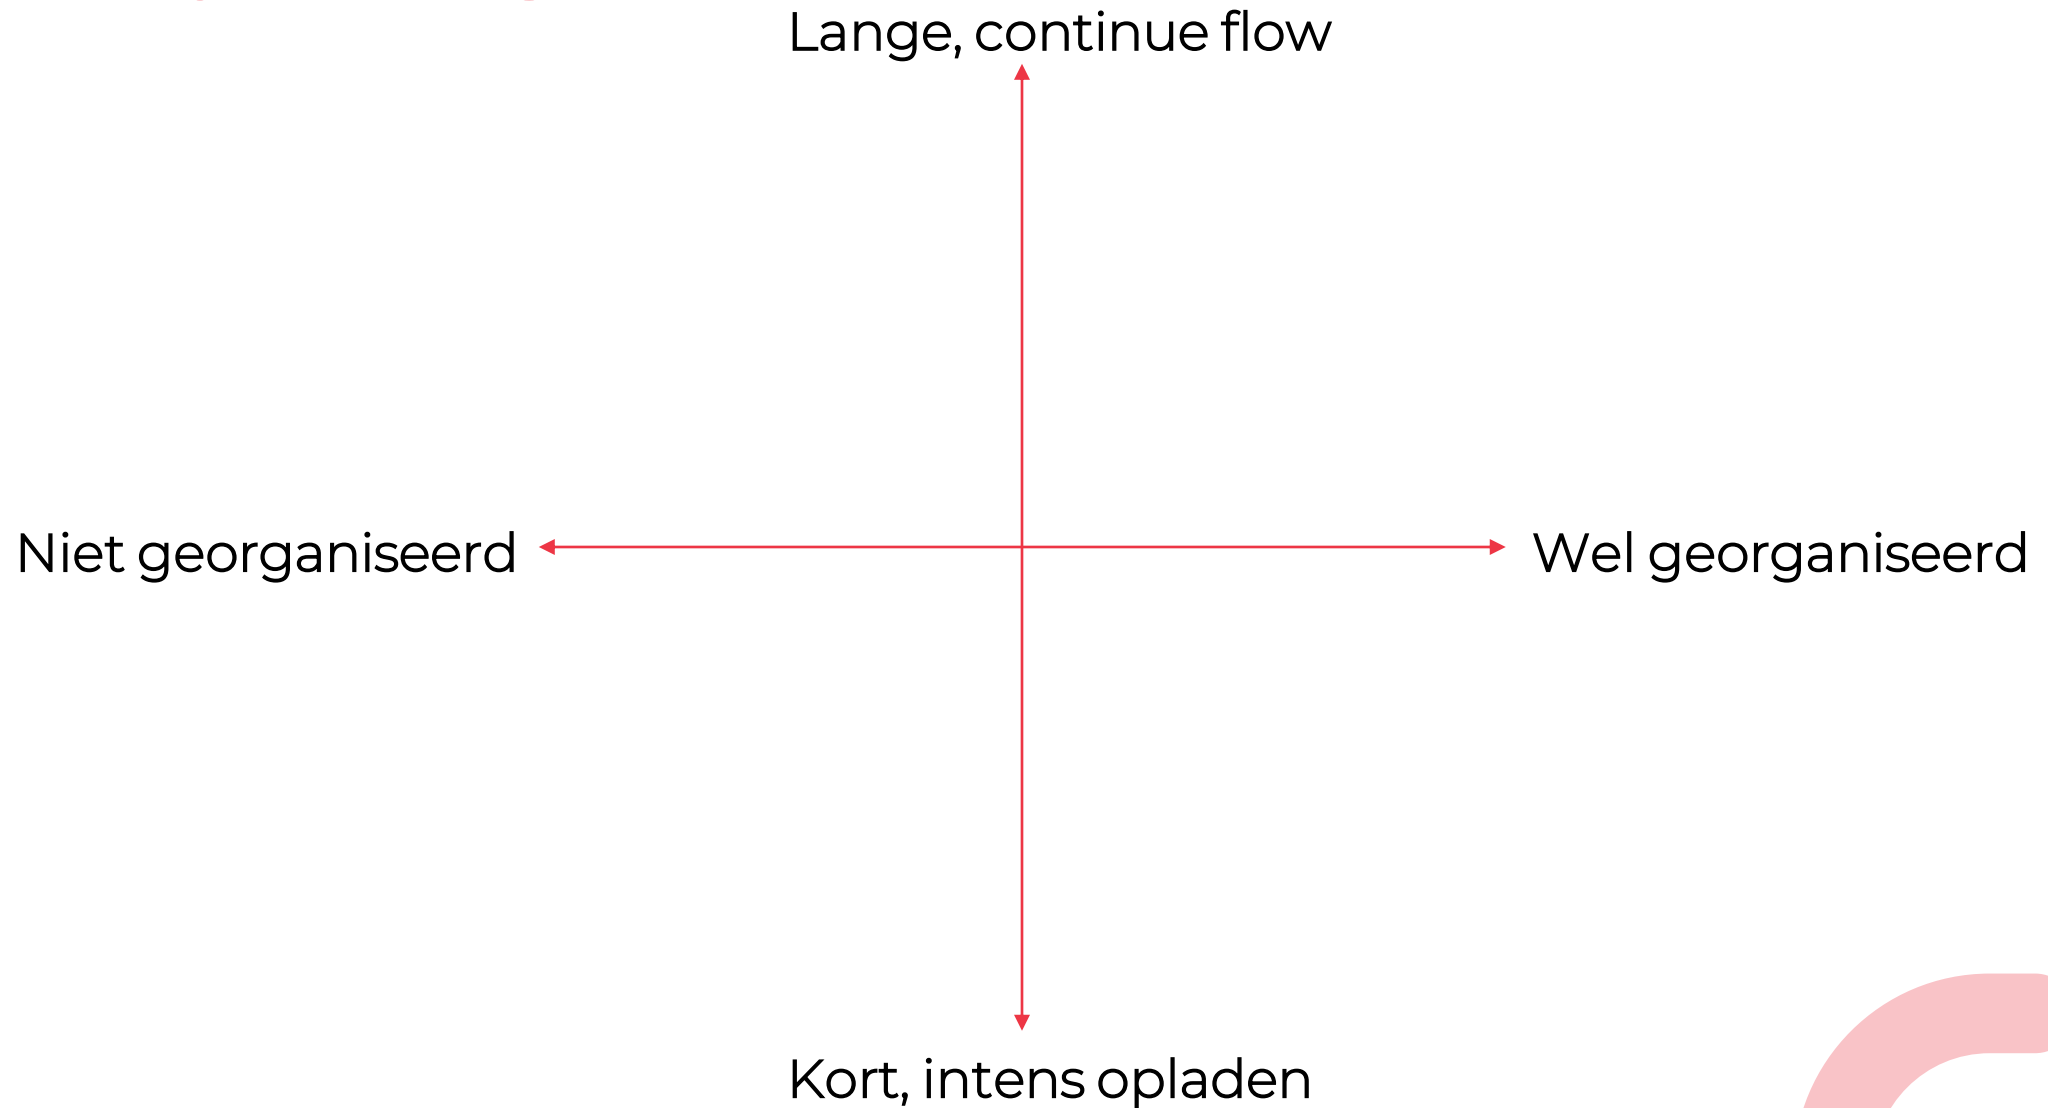 Lange, continue flow
Niet georganiseerd
Wel georganiseerd
Kort, intens opladen